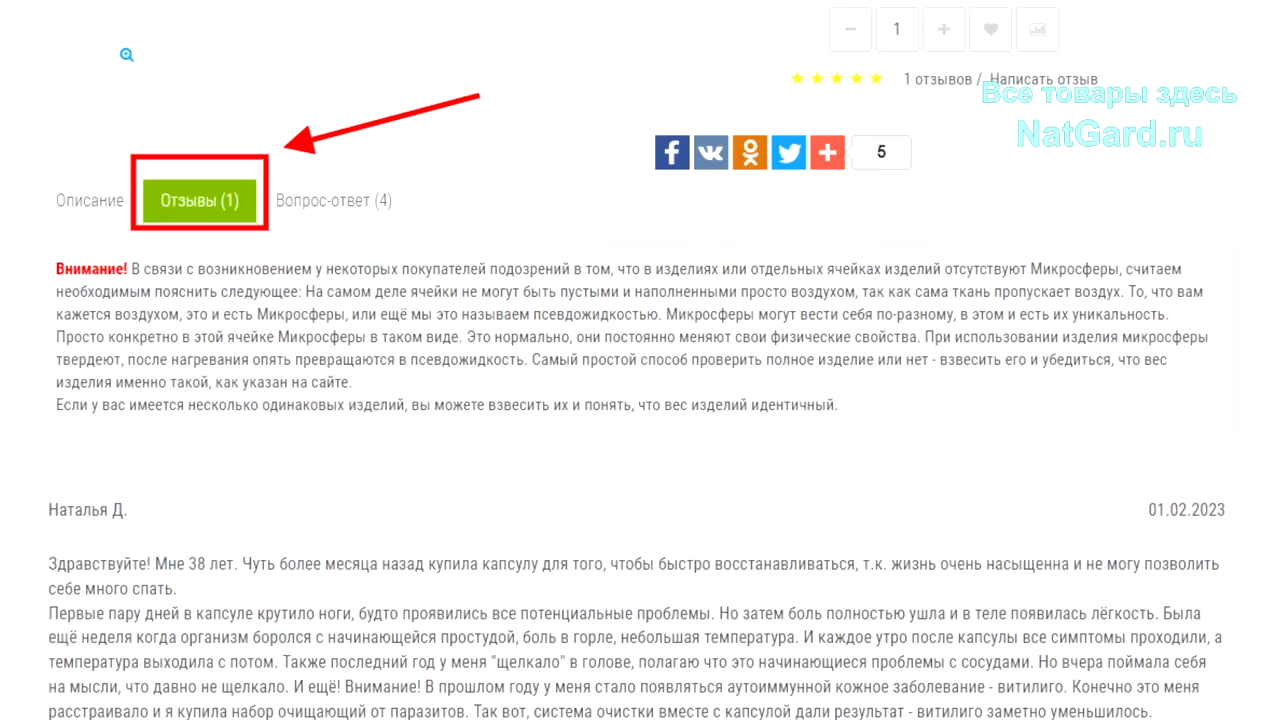 1
1 отзывов / Написать отзыв
Все товары здесь
NatGard.ru
5
Описание Отзывы (1) Вопрос-ответ (4)
Внимание! В связи с возникновением у некоторых покупателей подозрений в том, что в изделиях или отдельных ячейках изделий отсутствуют Микросферы, считаем
необходимым пояснить следующее: На самом деле ячейки не могут быть пустыми и наполненными просто воздухом, так как сама ткань пропускает воздух. То, что вам
кажется воздухом, это и есть Микросферы, или ещё мы это называем псевдожидкостью. Микросферы могут вести себя по-разному, в этом и есть их уникальность.
Просто конкретно в этой ячейке Микросферы в таком виде. Это нормально, они постоянно меняют свои физические свойства. При использовании изделия микросферы
твердеют, после нагревания опять превращаются в псевдожидкость. Самый простой способ проверить полное изделие или нет - взвесить его и убедиться, что вес
изделия именно такой, как указан на сайте.
Если у вас имеется несколько одинаковых изделий, вы можете взвесить их и понять, что вес изделий идентичный.
Наталья Д. 01.02.2023
Здравствуйте! Мне 38 лет. Чуть более месяца назад купила капсулу для того, чтобы быстро восстанавливаться, т.к. жизнь очень насыщенна и не могу позволить
себе много спать.
Первые пару дней в капсуле крутило ноги, будто проявились все потенциальные проблемы. Но затем боль полностью ушла и в теле появилась лёгкость. Была
ещё неделя когда организм боролся с начинающейся простудой, боль в горле, небольшая температура. И каждое утро после капсулы все симптомы проходили, а
температура выходила с потом. Также последний год у меня "щелкало" в голове, полагаю что это начинающиеся проблемы с сосудами. Но вчера поймала себя
на мысли, что давно не щелкало. И ещё! Внимание! В прошлом году у меня стало появляться аутоиммунной кожное заболевание - витилиго. Конечно это меня
расстраивало и я купила набор очищающий от паразитов. Так вот, система очистки вместе с капсулой дали результат - витилиго заметно уменьшилось.